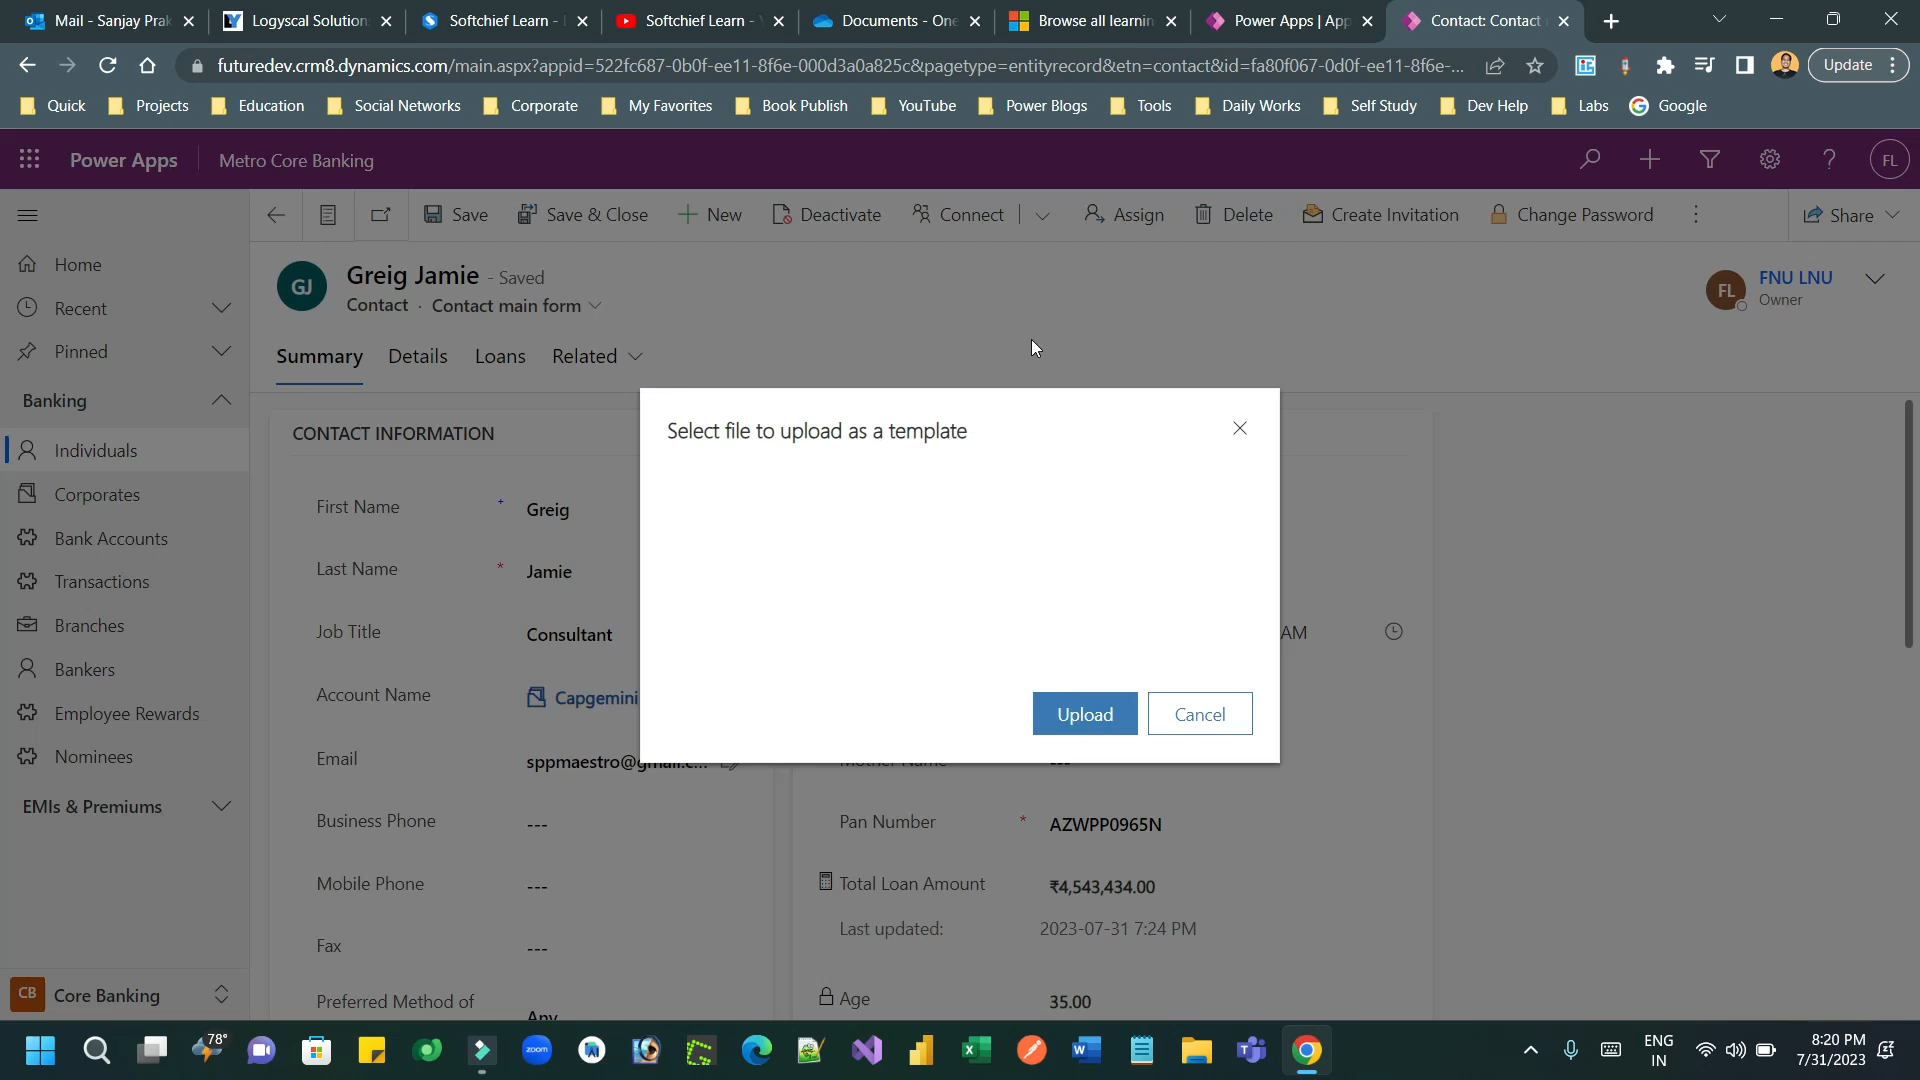 Mail - Sanjay Prak
Logyscal Solution
Softchief Learn -
Softchief Learn -
Documents - One
Browse all learnin
Power Apps | App
Contact: Contact
futuredev.crm8.dynamics.com/main.aspx?appid=522fc687-0b0f-ee11-8f6e-000d3a0a825c&pagetype=entityrecord&etn=contact&id=fa80f067-0d0f-ee11-8f6e-...
Update
Quick
Projects
Education
Social Networks
Corporate
My Favorites
Book Publish
YouTube
Power Blogs
Tools
Daily Works
Self Study
Dev Help
Labs
Google
Power Apps
Metro Core Banking
FL
Save
Save & Close
New
Deactivate
Connect
Assign
Delete
Create Invitation
Change Password
Share
Home
Recent
Pinned
Banking
Individuals
Corporates
Bank Accounts
Transactions
Branches
Bankers
Employee Rewards
Nominees
EMIs & Premiums
CB
Core Banking
GJ
Greig Jamie - Saved
Contact · Contact main form
FL
FNU LNU
Owner
Summary
Details
Loans
Related
CONTACT INFORMATION
First Name + Greig
Last Name * Jamie
Job Title Consultant
Account Name Capgemini
Email
Business Phone ---
Mobile Phone ---
Fax ---
Preferred Method of
Select file to upload as a template
Upload
Cancel
AM
Pan Number * AZWPP0965N
Total Loan Amount ₹4,543,434.00
Last updated: 2023-07-31 7:24 PM
Age 35.00
78°
zoom
ENG
IN
8:20 PM
7/31/2023